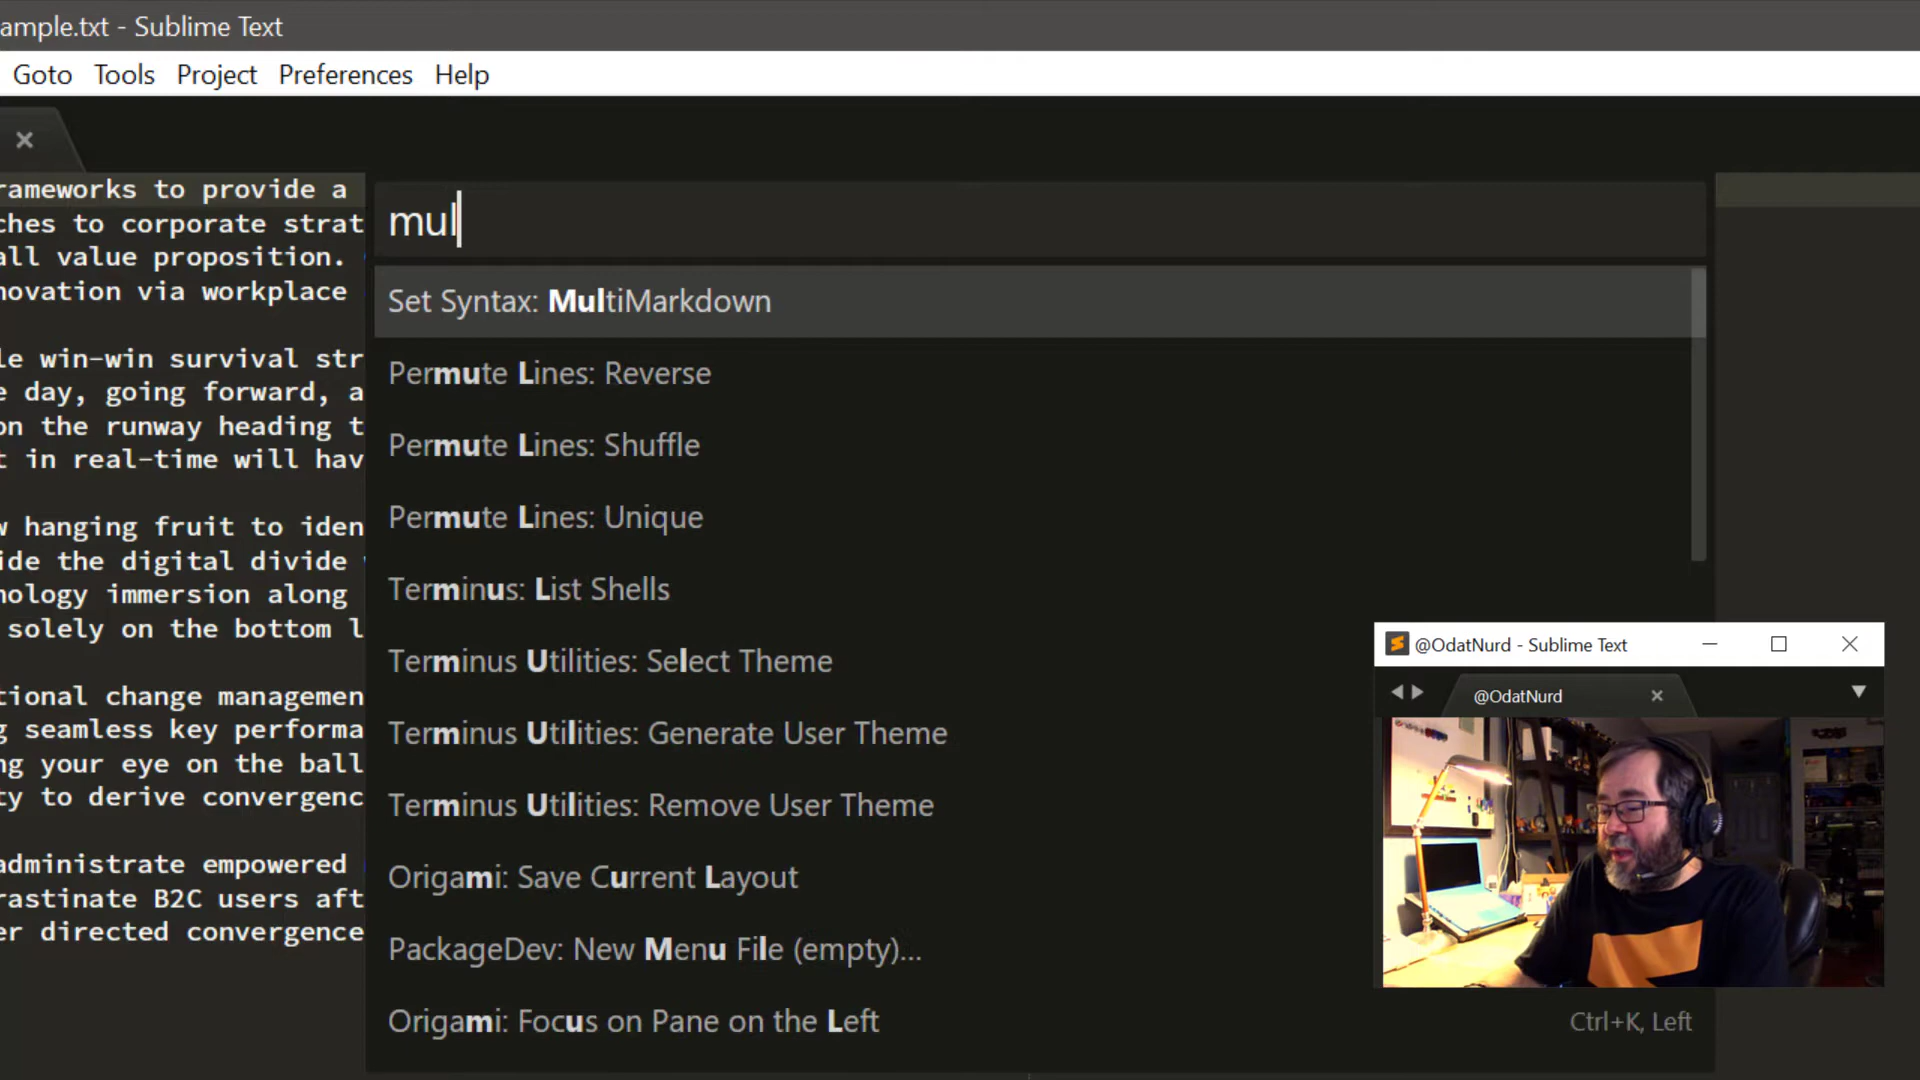 ample.txt - Sublime Text
Goto Tools Project Preferences Help
rameworks to provide a
ches to corporate strat
all value proposition.
novation via workplace
le win-win survival str
e day, going forward, a
on the runway heading t
t in real-time will hav
w hanging fruit to iden
ide the digital divide
nology immersion along
solely on the bottom l
tional change managemen
g seamless key performa
ng your eye on the ball
ty to derive convergenc
administrate empowered
rastinate B2C users aft
er directed convergence
mul
Set Syntax: MultiMarkdown
Permute Lines: Reverse
Permute Lines: Shuffle
Permute Lines: Unique
Terminus: List Shells
Terminus Utilities: Select Theme
Terminus Utilities: Generate User Theme
Terminus Utilities: Remove User Theme
Origami: Save Current Layout
PackageDev: New Menu File (empty)...
Origami: Focus on Pane on the Left Ctrl+K, Left
@OdatNurd - Sublime Text
@OdatNurd